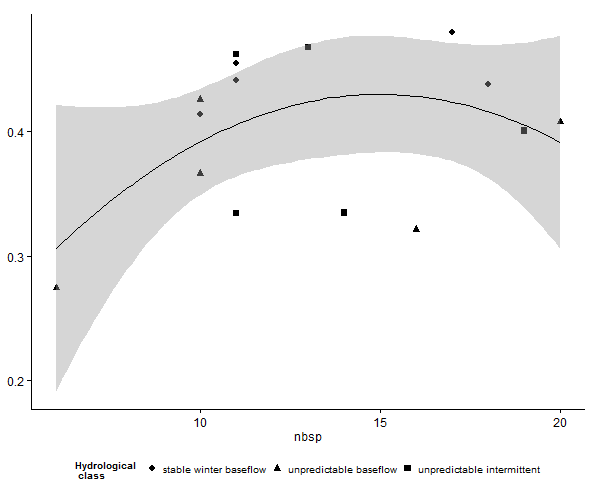 0.4
0.3
0.2
10 15 20
nbsp
Hydrological
class
stable winter baseflow unpredictable baseflow unpredictable intermittent